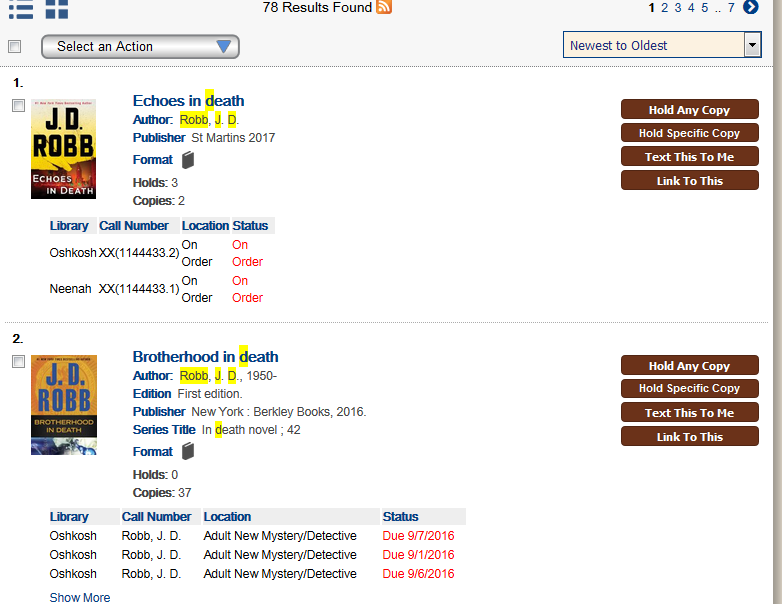 78 Results Found
1 2 3 4 5 .. 7
Select an Action
Newest to Oldest
1.
J.D.
ROBB
ECHOES
IN DEATH
Echoes in death
Author: Robb, J. D.
Publisher St Martins 2017
Format
Holds: 3
Copies: 2
Hold Any Copy
Hold Specific Copy
Text This To Me
Link To This
Library Call Number Location Status
Oshkosh XX(1144433.2) On Order On Order
Neenah XX(1144433.1) On Order On Order
2.
J.D.
ROBB
BROTHERHOOD
IN DEATH
Brotherhood in death
Author: Robb, J. D., 1950-
Edition First edition.
Publisher New York : Berkley Books, 2016.
Series Title In death novel ; 42
Format
Holds: 0
Copies: 37
Hold Any Copy
Hold Specific Copy
Text This To Me
Link To This
Library Call Number Location Status
Oshkosh Robb, J. D. Adult New Mystery/Detective Due 9/7/2016
Oshkosh Robb, J. D. Adult New Mystery/Detective Due 9/1/2016
Oshkosh Robb, J. D. Adult New Mystery/Detective Due 9/6/2016
Show More